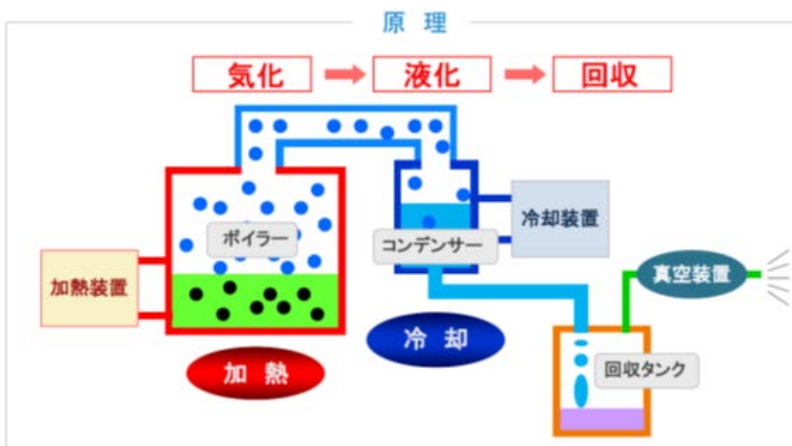 原理
気化
液化
回収
ボイラー
コンデンサー
冷却装置
加熱装置
真空装置
冷却
加熱
回収タンク